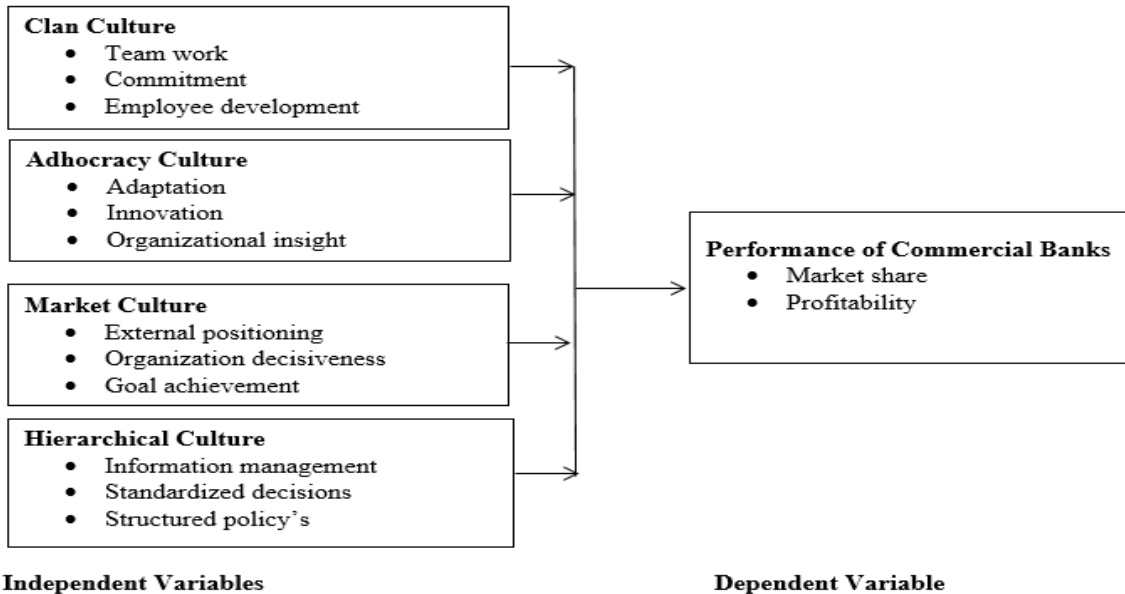 Clan Culture
• Team work
• Commitment
• Employee development
Adhocracy Culture
• Adaptation
• Innovation
• Organizational insight
Market Culture
• External positioning
• Organization decisiveness
• Goal achievement
Hierarchical Culture
• Information management
• Standardized decisions
• Structured policy’s
Performance of Commercial Banks
• Market share
• Profitability
Independent Variables
Dependent Variable